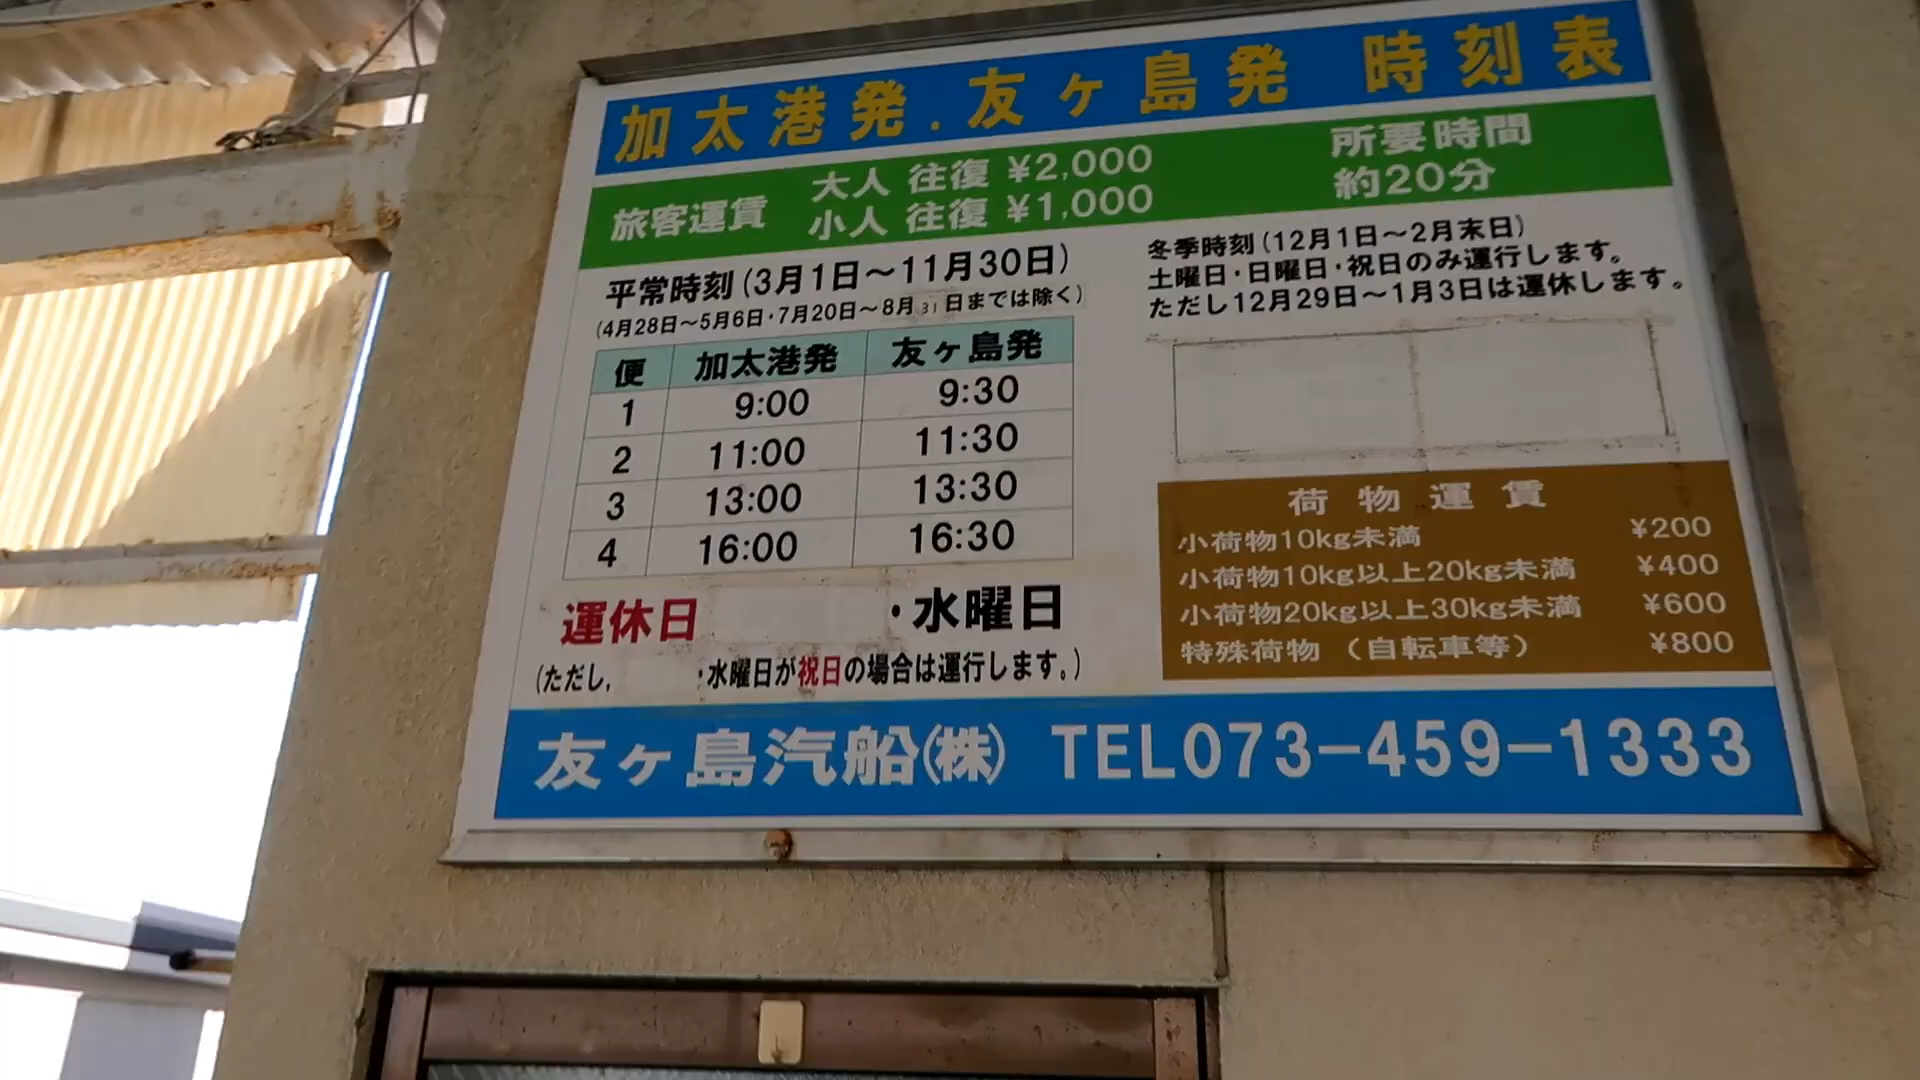 加太港発.友ヶ島発 時刻表
旅客運賃
大人 往復 ¥2,000
小人 往復 ¥1,000
所要時間
約20分
平常時刻(3月1日～11月30日)
(4月28日～5月6日・7月20日～8月31日までは除く)
便 加太港発 友ヶ島発
1 9:00 9:30
2 11:00 11:30
3 13:00 13:30
4 16:00 16:30
運休日 ・水曜日
(ただし, ・水曜日が祝日の場合は運行します。)
冬季時刻(12月1日～2月末日)
土曜日・日曜日・祝日のみ運行します。
ただし12月29日～1月3日は運休します。
荷物運賃
小荷物10kg未満 ¥200
小荷物10kg以上20kg未満 ¥400
小荷物20kg以上30kg未満 ¥600
特殊荷物（自転車等） ¥800
友ヶ島汽船(株) TEL073-459-1333